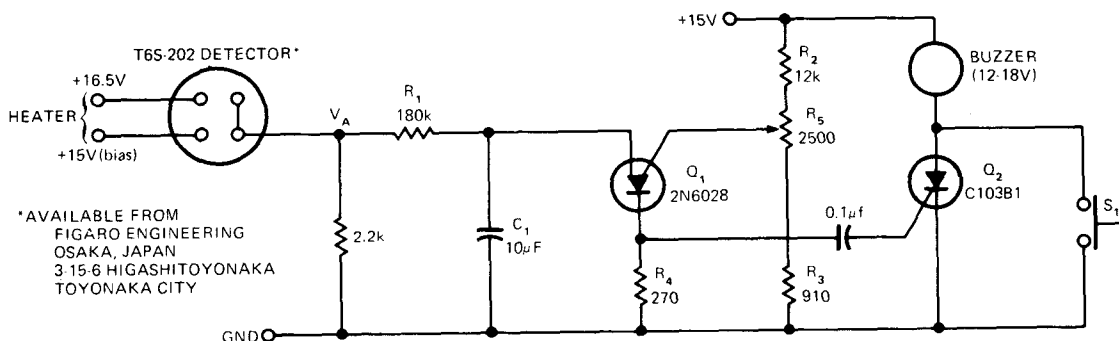 T6S-202 DETECTOR*
+16.5V
HEATER
+15V (bias)
V_A
R1
180k
2.2k
C1
10µF
Q1
2N6028
R4
270
0.1µf
+15V
R2
12k
R5
2500
R3
910
BUZZER
(12-18V)
Q2
C103B1
S1
GND
*AVAILABLE FROM
FIGARO ENGINEERING
OSAKA, JAPAN
3-15-6 HIGASHITOYONAKA
TOYONAKA CITY